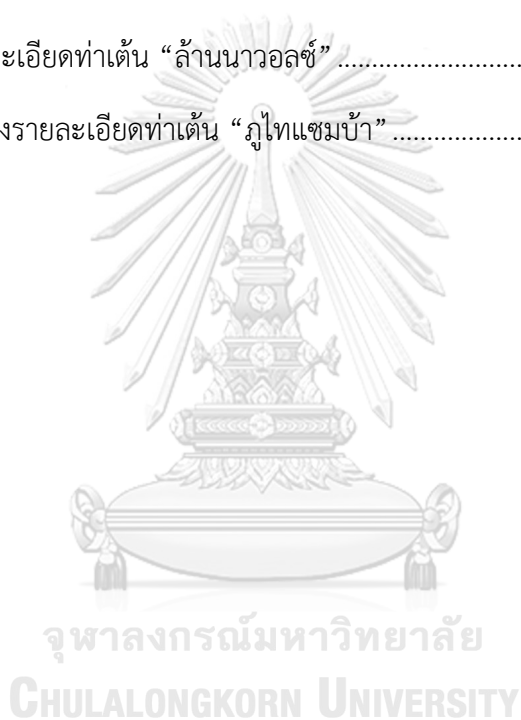 ะเอียดท่าเต้น “ล้านนาวอลซ์” ...........................
งรายละเอียดท่าเต้น “ภูไทแซมบ้า” ...................
จุฬาลงกรณ์มหาวิทยาลัย
CHULALONGKORN UNIVERSITY